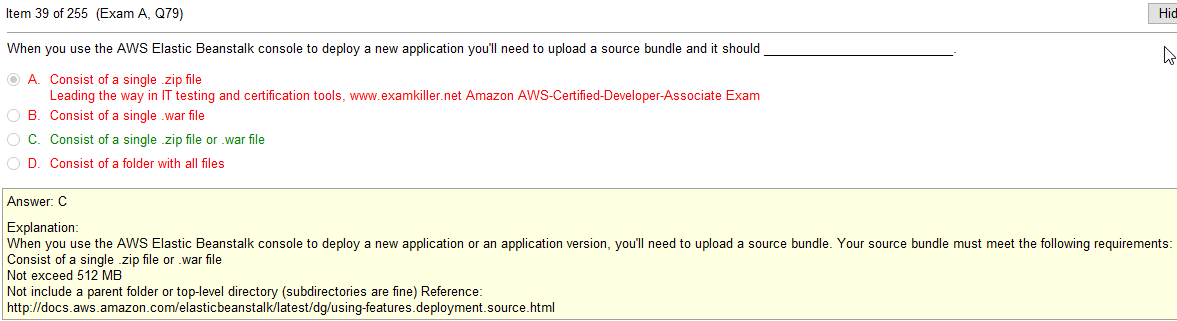 Item 39 of 255 (Exam A, Q79)
Hid
When you use the AWS Elastic Beanstalk console to deploy a new application you'll need to upload a source bundle and it should ___________________________.
A. Consist of a single .zip file
Leading the way in IT testing and certification tools, www.examkiller.net Amazon AWS-Certified-Developer-Associate Exam
B. Consist of a single .war file
C. Consist of a single .zip file or .war file
D. Consist of a folder with all files
Answer: C
Explanation:
When you use the AWS Elastic Beanstalk console to deploy a new application or an application version, you'll need to upload a source bundle. Your source bundle must meet the following requirements:
Consist of a single .zip file or .war file
Not exceed 512 MB
Not include a parent folder or top-level directory (subdirectories are fine) Reference:
http://docs.aws.amazon.com/elasticbeanstalk/latest/dg/using-features.deployment.source.html